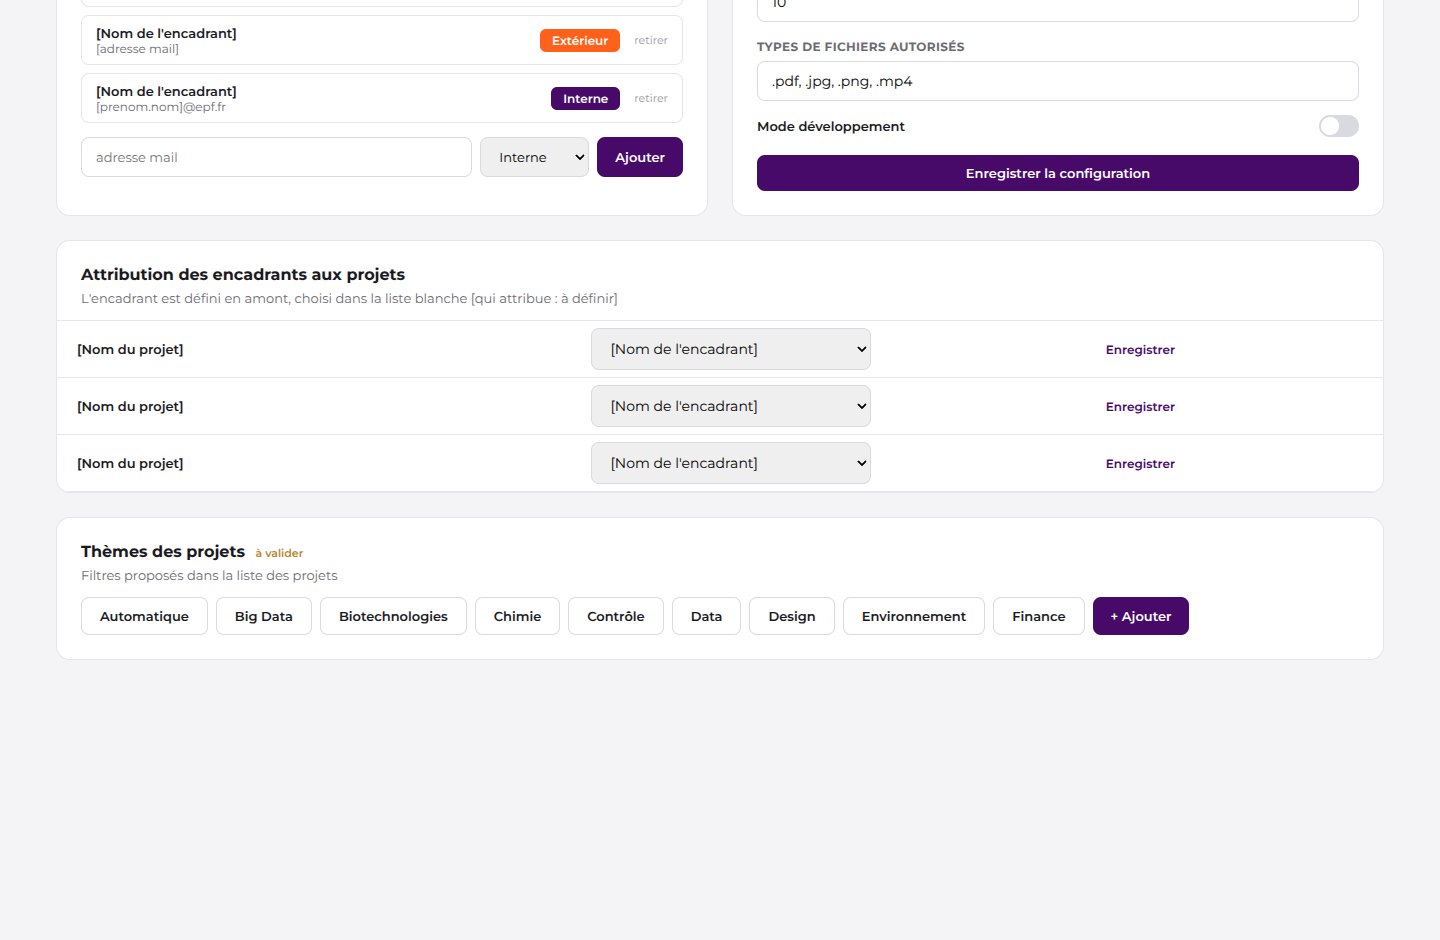 [Nom de l'encadrant]
[adresse mail]
Extérieur
retirer
[Nom de l'encadrant]
[prenom.nom]@epf.fr
Interne
retirer
adresse mail
Interne
Ajouter
10
TYPES DE FICHIERS AUTORISÉS
.pdf, .jpg, .png, .mp4
Mode développement
Enregistrer la configuration
Attribution des encadrants aux projets
L'encadrant est défini en amont, choisi dans la liste blanche [qui attribue : à définir]
[Nom du projet] [Nom de l'encadrant] Enregistrer
[Nom du projet] [Nom de l'encadrant] Enregistrer
[Nom du projet] [Nom de l'encadrant] Enregistrer
Thèmes des projets à valider
Filtres proposés dans la liste des projets
Automatique Big Data Biotechnologies Chimie Contrôle Data Design Environnement Finance + Ajouter